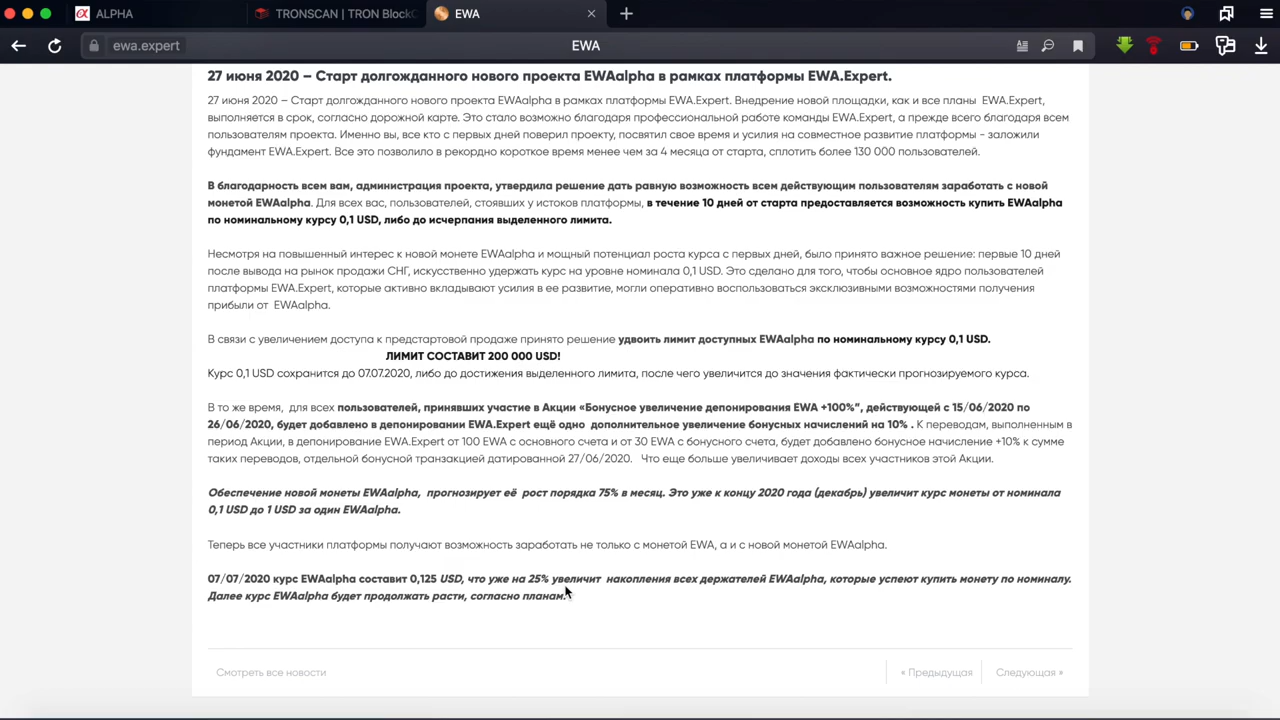 ALPHA
TRONSCAN | TRON BlockC
EWA
ewa.expert
EWA
27 июня 2020 – Старт долгожданного нового проекта EWAalpha в рамках платформы EWA.Expert.
27 июня 2020 – Старт долгожданного нового проекта EWAalpha в рамках платформы EWA.Expert. Внедрение новой площадки, как и все планы EWA.Expert,
выполняется в срок, согласно дорожной карте. Это стало возможно благодаря профессиональной работе команды EWA.Expert, а прежде всего благодаря всем
пользователям проекта. Именно вы, все кто с первых дней поверил проекту, посвятил свое время и усилия на совместное развитие платформы - заложили
фундамент EWA.Expert. Все это позволило в рекордно короткое время менее чем за 4 месяца от старта, сплотить более 130 000 пользователей.
В благодарность всем вам, администрация проекта, утвердила решение дать равную возможность всем действующим пользователям заработать с новой
монетой EWAalpha. Для всех вас, пользователей, стоявших у истоков платформы, в течение 10 дней от старта предоставляется возможность купить EWAalpha
по номинальному курсу 0,1 USD, либо до исчерпания выделенного лимита.
Несмотря на повышенный интерес к новой монете EWAalpha и мощный потенциал роста курса с первых дней, было принято важное решение: первые 10 дней
после вывода на рынок продажи СНГ, искусственно удержать курс на уровне номинала 0,1 USD. Это сделано для того, чтобы основное ядро пользователей
платформы EWA.Expert, которые активно вкладывают усилия в ее развитие, могли оперативно воспользоваться эксклюзивными возможностями получения
прибыли от EWAalpha.
В связи с увеличением доступа к предстартовой продаже принято решение удвоить лимит доступных EWAalpha по номинальному курсу 0,1 USD.
ЛИМИТ СОСТАВИТ 200 000 USD!
Курс 0,1 USD сохранится до 07.07.2020, либо до достижения выделенного лимита, после чего увеличится до значения фактически прогнозируемого курса.
В то же время, для всех пользователей, принявших участие в Акции «Бонусное увеличение депонирования EWA +100%", действующей с 15/06/2020 по
26/06/2020, будет добавлено в депонировании EWA.Expert ещё одно дополнительное увеличение бонусных начислений на 10% . К переводам, выполненным в
период Акции, в депонирование EWA.Expert от 100 EWA с основного счета и от 30 EWA с бонусного счета, будет добавлено бонусное начисление +10% к сумме
таких переводов, отдельной бонусной транзакцией датированной 27/06/2020. Что еще больше увеличивает доходы всех участников этой Акции.
Обеспечение новой монеты EWAalpha, прогнозирует её рост порядка 75% в месяц. Это уже к концу 2020 года (декабрь) увеличит курс монеты от номинала
0,1 USD до 1 USD за один EWAalpha.
Теперь все участники платформы получают возможность заработать не только с монетой EWA, а и с новой монетой EWAalpha.
07/07/2020 курс EWAalpha составит 0,125 USD, что уже на 25% увеличит накопления всех держателей EWAalpha, которые успеют купить монету по номиналу.
Далее курс EWAalpha будет продолжать расти, согласно планам.
Смотреть все новости
« Предыдущая
Следующая »